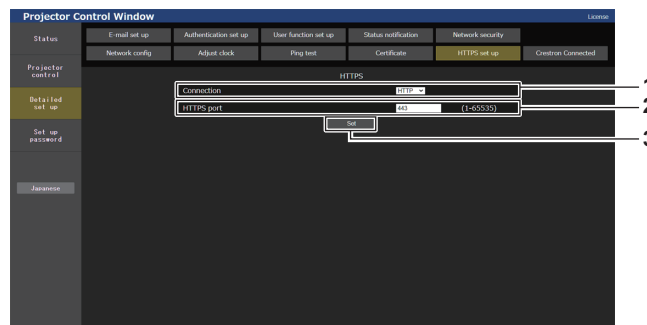 Projector Control Window
License
Status
E-mail set up
Authentication set up
User function set up
Status notification
Network security
Network config
Adjust clock
Ping test
Certificate
HTTPS set up
Crestron Connected
Projector
control
Detailed
set up
Set up
password
Japanese
HTTPS
Connection
HTTP
1
HTTPS port
443
(1-65535)
2
Set
3